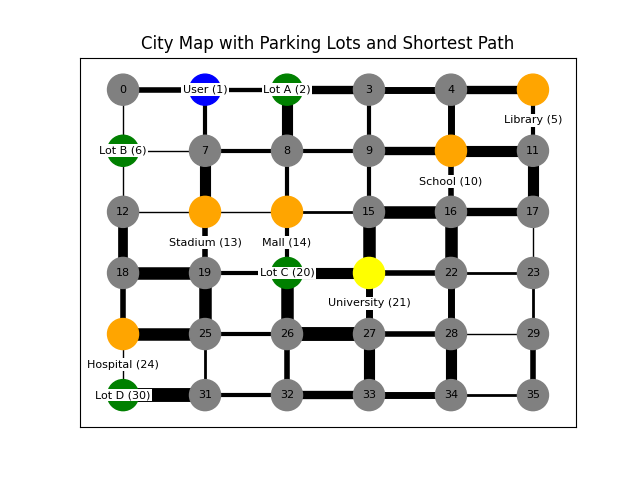 City Map with Parking Lots and Shortest Path
0 User (1) Lot A (2) 3 4
Library (5)
Lot B (6) 7 8 9 11
School (10)
12 15 16 17
Stadium (13) Mall (14)
18 19 Lot C (20) 22 23
University (21)
25 26 27 28 29
Hospital (24)
Lot D (30) 31 32 33 34 35